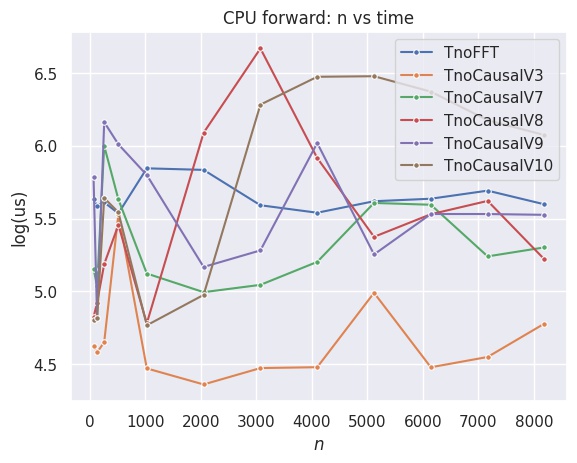 CPU forward: n vs time
TnoFFT
TnoCausalV3
TnoCausalV7
TnoCausalV8
TnoCausalV9
TnoCausalV10
log(us)
6.5
6.0
5.5
5.0
4.5
0 1000 2000 3000 4000 5000 6000 7000 8000
n